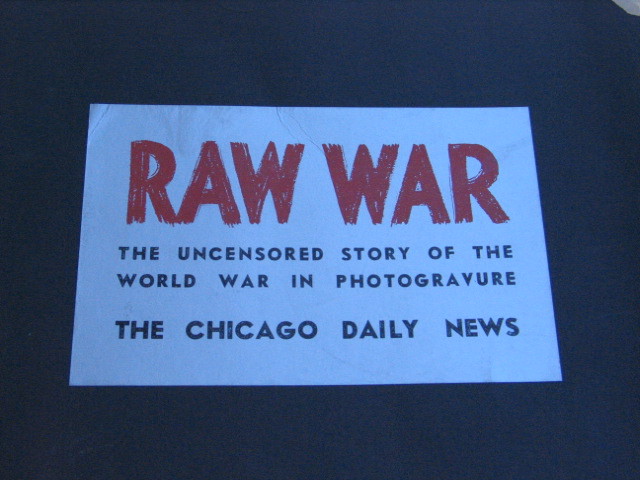 RAW WAR
THE UNCENSORED STORY OF THE
WORLD WAR IN PHOTOGRAVURE
THE CHICAGO DAILY NEWS